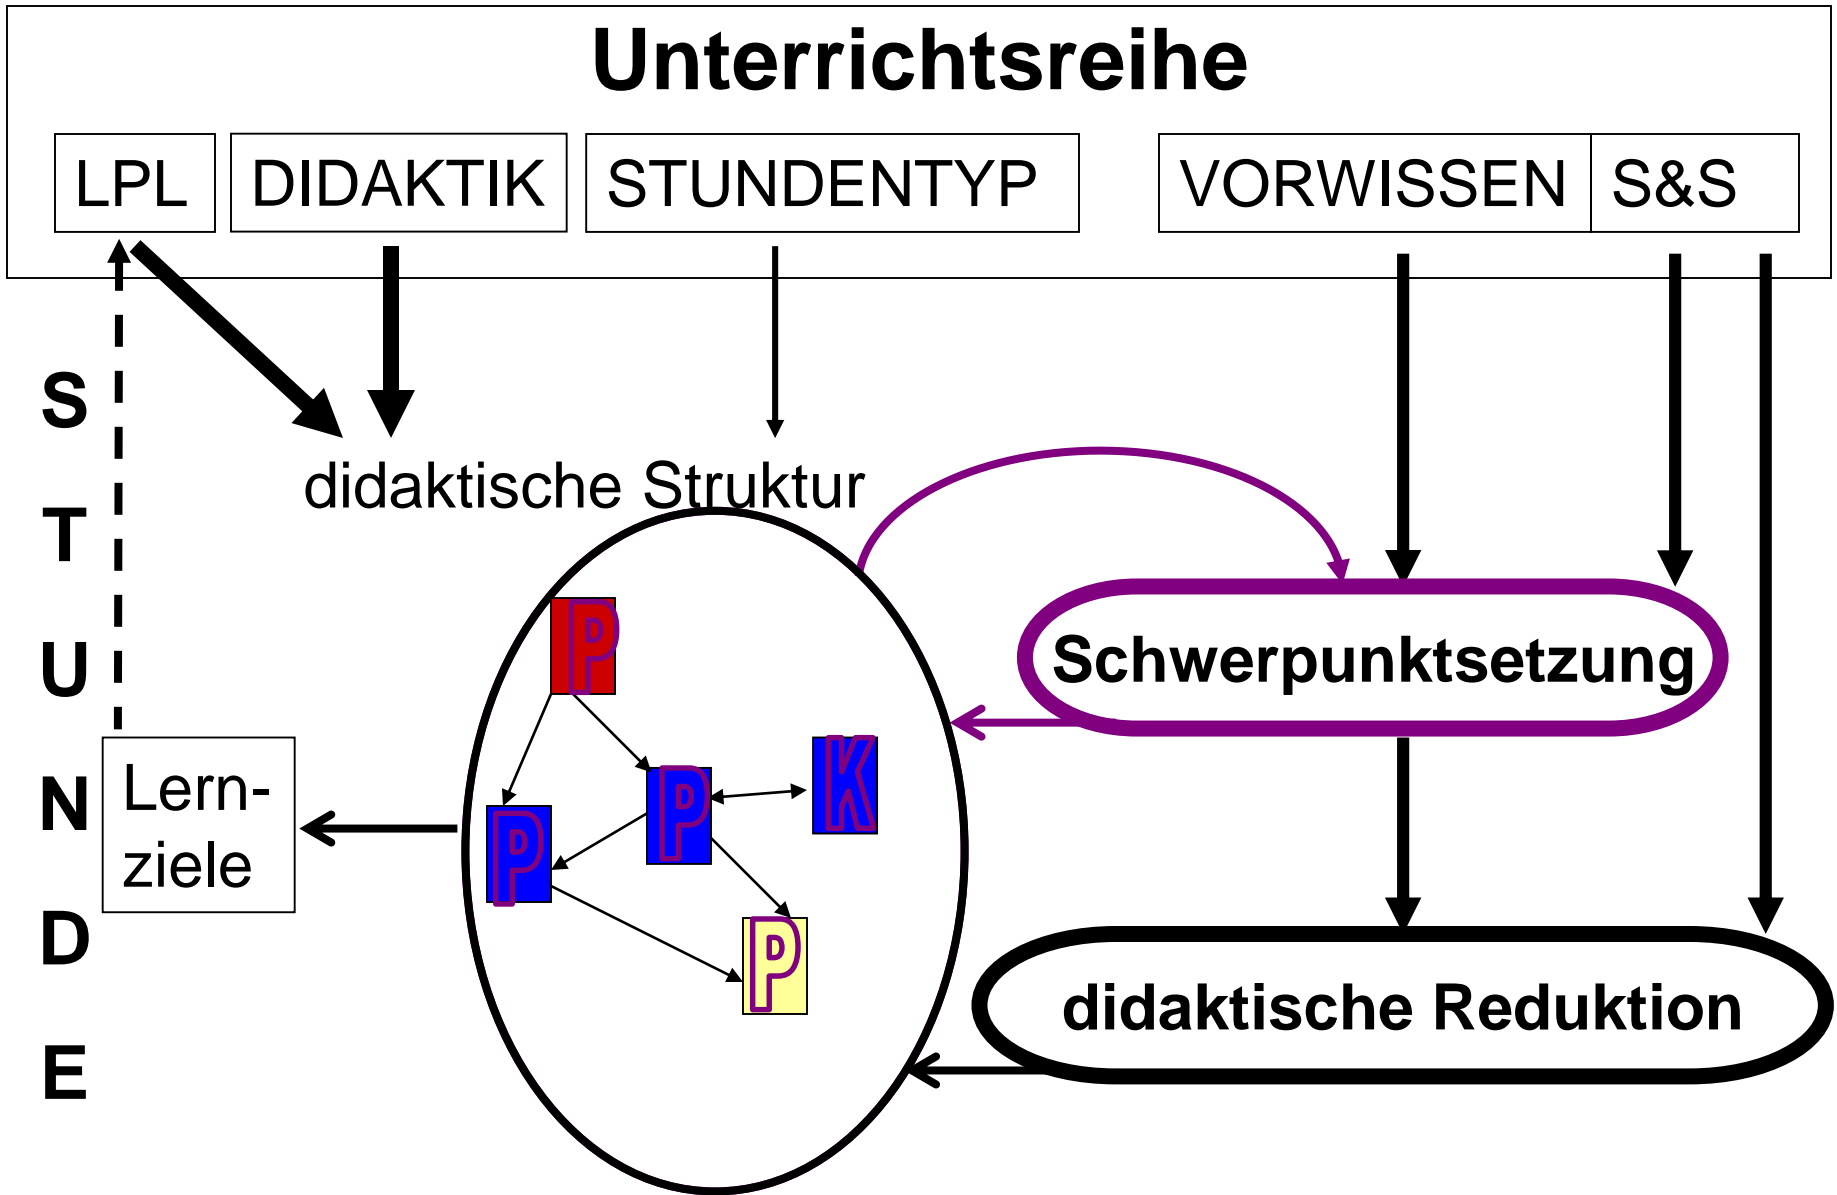 Unterrichtsreihe
LPL
DIDAKTIK
STUNDENTYP
VORWISSEN
S&S
S
T
U
N
D
E
didaktische Struktur
P
P
P
K
P
Schwerpunktsetzung
Lern-
ziele
didaktische Reduktion